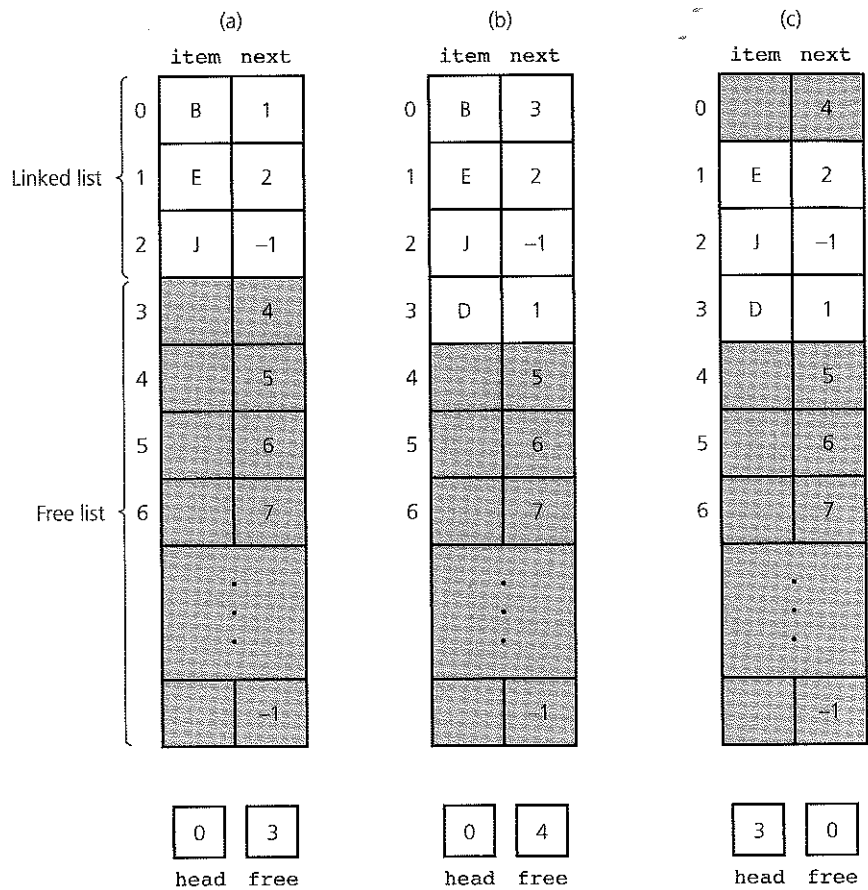 (a) (b) (c)
item next item next item next
0 B 1 0 B 3 0 4
Linked list 1 E 2 1 E 2 1 E 2
2 J –1 2 J –1 2 J –1
3 4 3 D 1 3 D 1
4 5 4 5 4 5
5 6 5 6 5 6
Free list 6 7 6 7 6 7
–1 –1 –1
0 3 0 4 3 0
head free head free head free